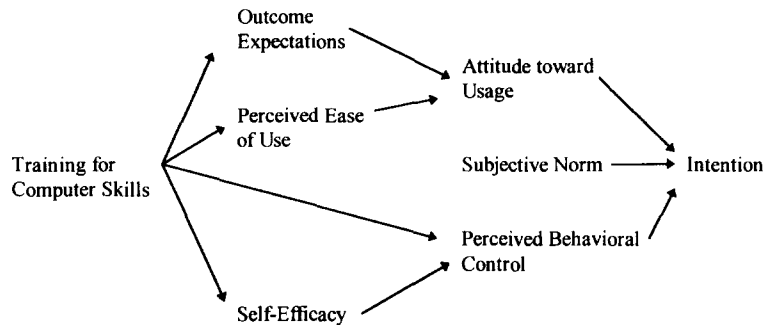 Outcome
Expectations
Attitude toward
Usage
Perceived Ease
of Use
Training for
Computer Skills
Subjective Norm
Intention
Perceived Behavioral
Control
Self-Efficacy